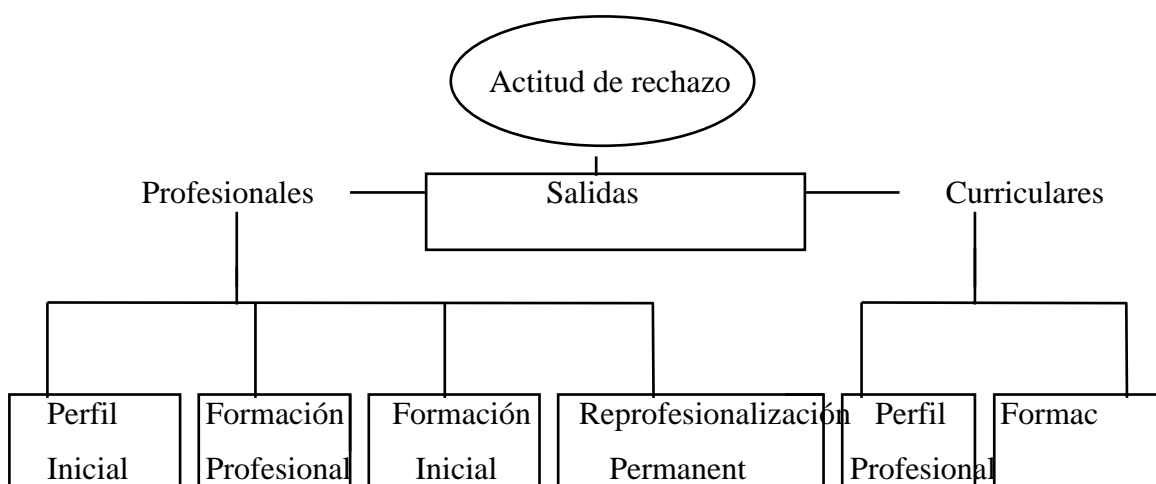 Actitud de rechazo
Profesionales Salidas Curriculares
Perfil Formación Formación Reprofesionalización Perfil Formac
Inicial Profesional Inicial Permanent Profesional